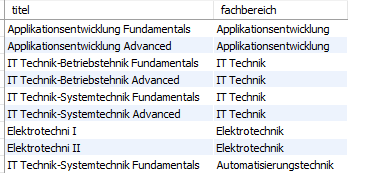 titel fachbereich
Applikationsentwicklung Fundamentals Applikationsentwicklung
Applikationsentwicklung Advanced Applikationsentwicklung
IT Technik-Betriebstehnik Fundamentals IT Technik
IT Technik-Betriebstechnik Advanced IT Technik
IT Technik-Systemtechnik Fundamentals IT Technik
IT Technik-Systemtechnik Advanced IT Technik
Elektrotechni I Elektrotechnik
Elektrotechni II Elektrotechnik
IT Technik-Systemtechnik Fundamentals Automatisierungstechnik